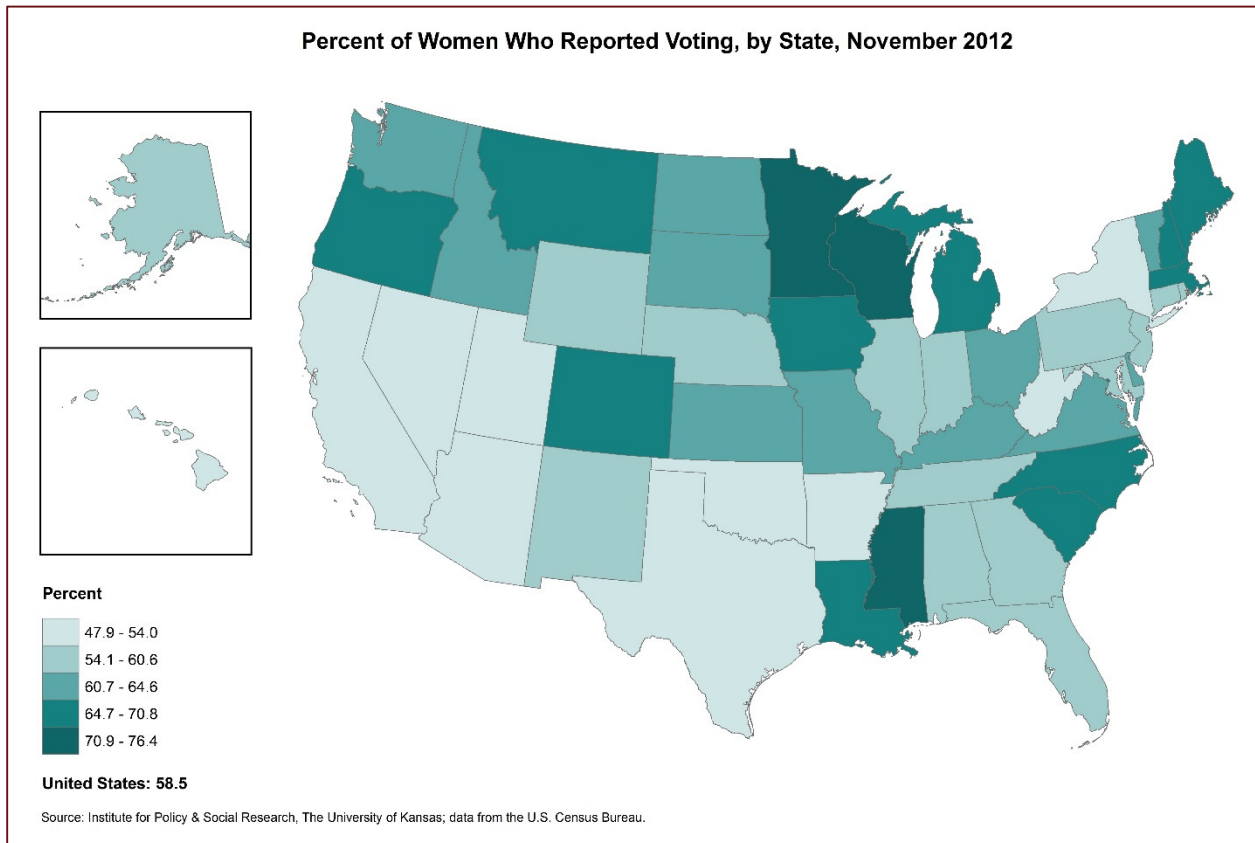 Percent of Women Who Reported Voting, by State, November 2012
Percent
47.9 - 54.0
54.1 - 60.6
60.7 - 64.6
64.7 - 70.8
70.9 - 76.4
United States: 58.5
Source: Institute for Policy & Social Research, The University of Kansas; data from the U.S. Census Bureau.